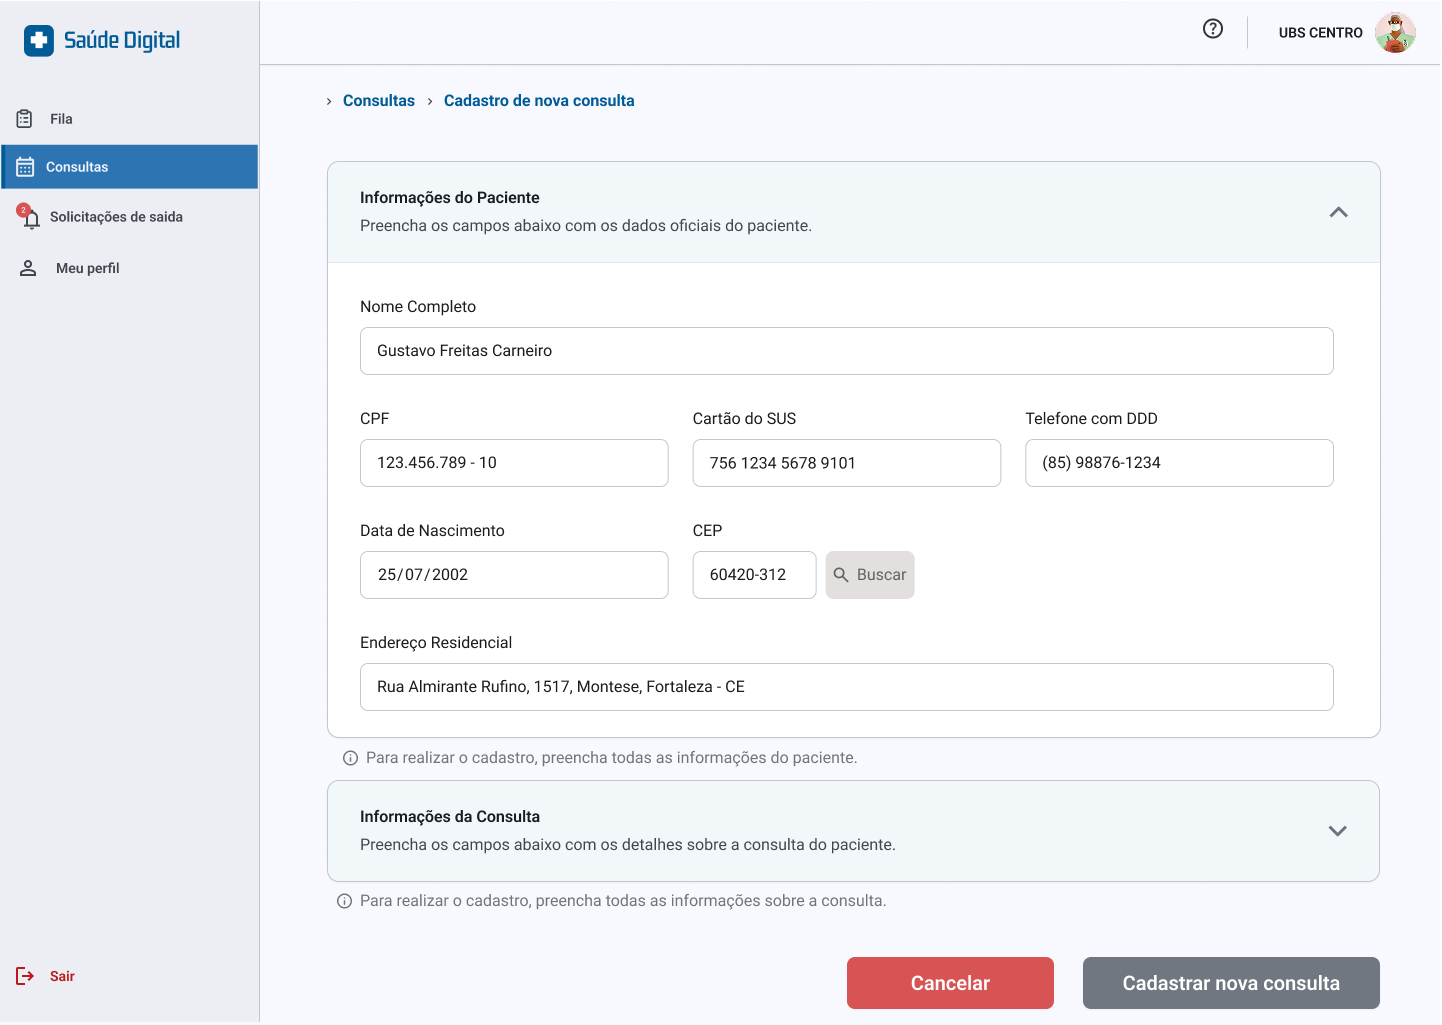 Saúde Digital
UBS CENTRO
Fila
Consultas
2
Solicitações de saida
Meu perfil
Sair
› Consultas › Cadastro de nova consulta
Informações do Paciente
Preencha os campos abaixo com os dados oficiais do paciente.
Nome Completo
Gustavo Freitas Carneiro
CPF
Cartão do SUS
Telefone com DDD
123.456.789 - 10
756 1234 5678 9101
(85) 98876-1234
Data de Nascimento
CEP
25/07/2002
60420-312
Buscar
Endereço Residencial
Rua Almirante Rufino, 1517, Montese, Fortaleza - CE
Para realizar o cadastro, preencha todas as informações do paciente.
Informações da Consulta
Preencha os campos abaixo com os detalhes sobre a consulta do paciente.
Para realizar o cadastro, preencha todas as informações sobre a consulta.
Cancelar
Cadastrar nova consulta